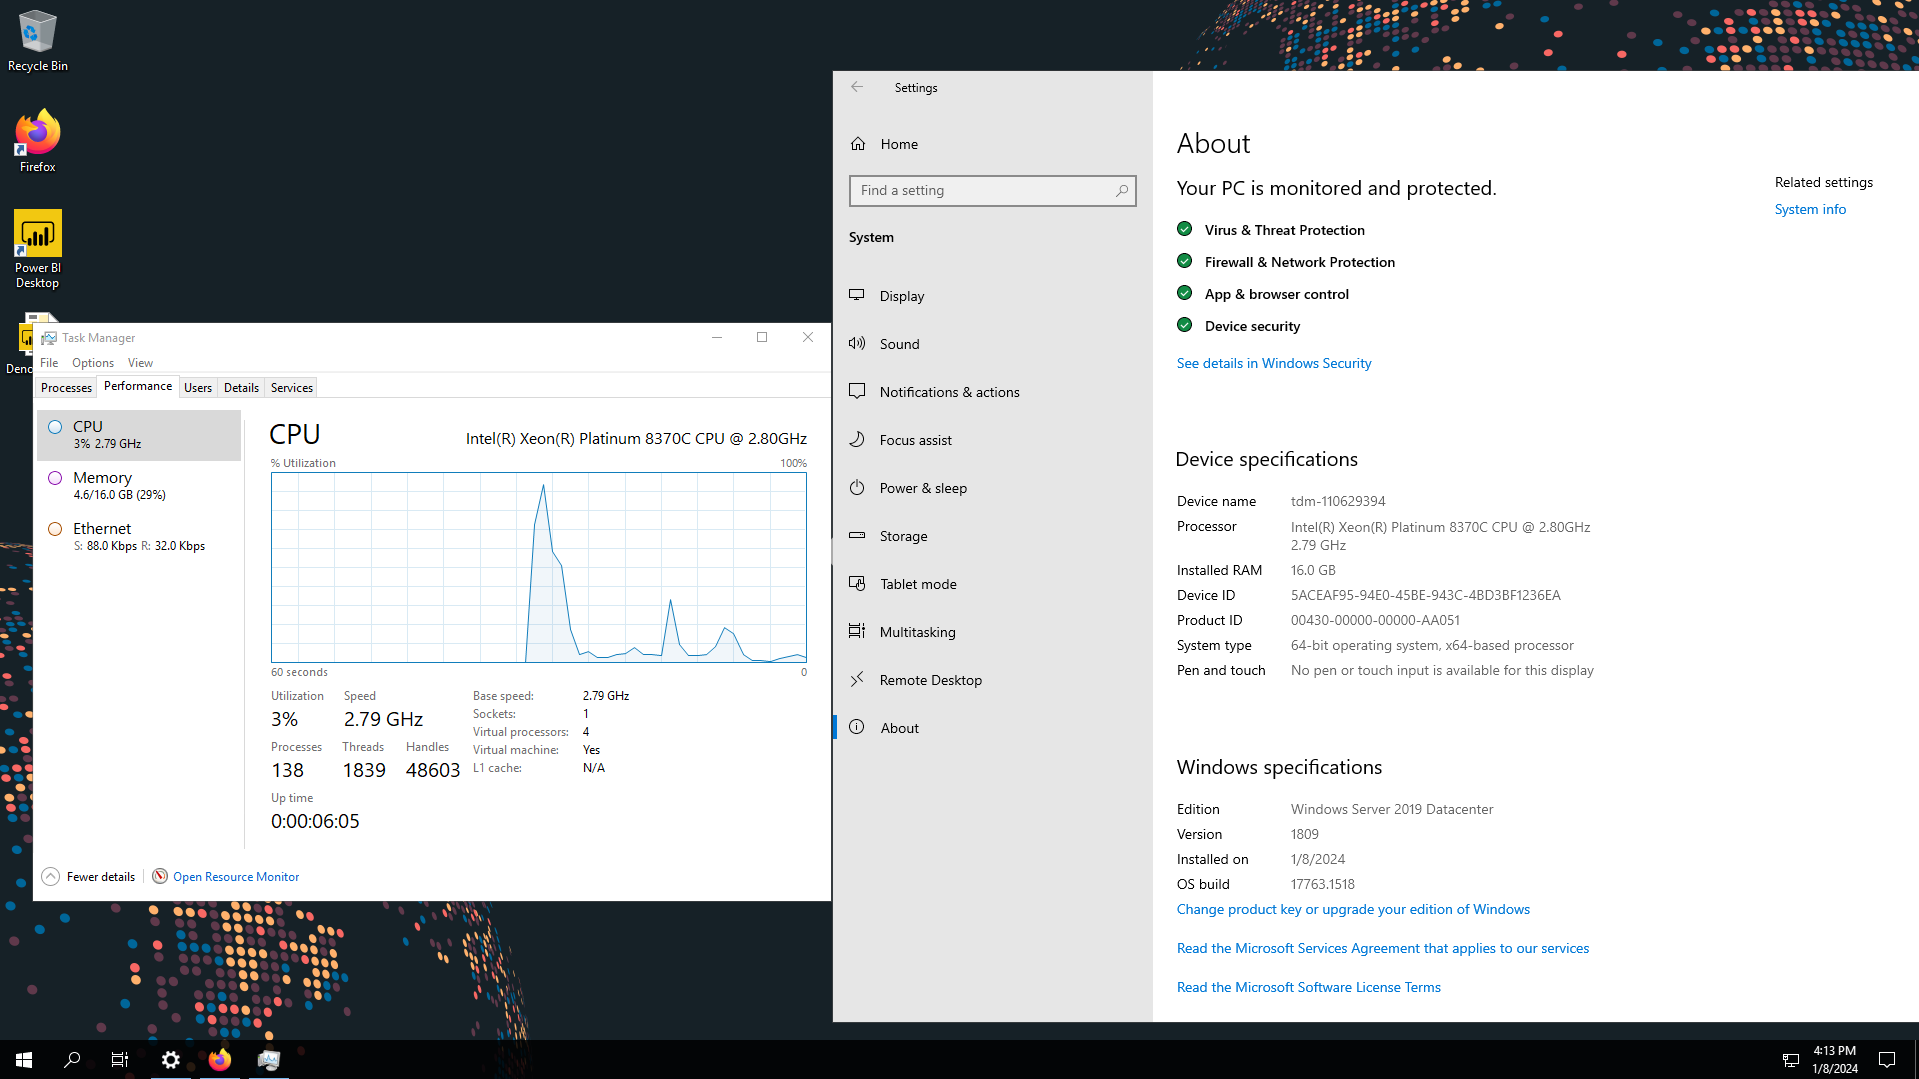 Recycle Bin
Firefox
Power BI
Desktop
Deno
Task Manager
File Options View
Processes Performance Users Details Services
CPU
3% 2.79 GHz
Memory
4.6/16.0 GB (29%)
Ethernet
S: 88.0 Kbps R: 32.0 Kbps
CPU
Intel(R) Xeon(R) Platinum 8370C CPU @ 2.80GHz
% Utilization 100%
60 seconds 0
Utilization Speed
3% 2.79 GHz
Processes Threads Handles
138 1839 48603
Up time
0:00:06:05
Base speed: 2.79 GHz
Sockets: 1
Virtual processors: 4
Virtual machine: Yes
L1 cache: N/A
Fewer details Open Resource Monitor
Settings
Home
Find a setting
System
Display
Sound
Notifications & actions
Focus assist
Power & sleep
Storage
Tablet mode
Multitasking
Remote Desktop
About
About
Your PC is monitored and protected.
Virus & Threat Protection
Firewall & Network Protection
App & browser control
Device security
See details in Windows Security
Related settings
System info
Device specifications
Device name tdm-110629394
Processor Intel(R) Xeon(R) Platinum 8370C CPU @ 2.80GHz
2.79 GHz
Installed RAM 16.0 GB
Device ID 5ACEAF95-94E0-45BE-943C-4BD3BF1236EA
Product ID 00430-00000-00000-AA051
System type 64-bit operating system, x64-based processor
Pen and touch No pen or touch input is available for this display
Windows specifications
Edition Windows Server 2019 Datacenter
Version 1809
Installed on 1/8/2024
OS build 17763.1518
Change product key or upgrade your edition of Windows
Read the Microsoft Services Agreement that applies to our services
Read the Microsoft Software License Terms
4:13 PM
1/8/2024